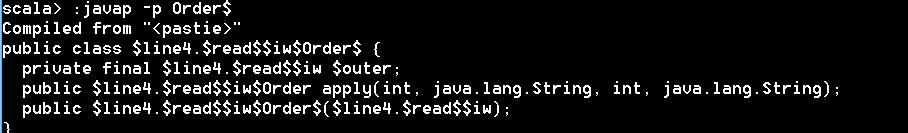 scala> :javap -p Order$
Compiled from "<pastie>"
public class $line4.$read$$iw$Order$ {
  private final $line4.$read$$iw $outer;
  public $line4.$read$$iw$Order apply(int, java.lang.String, int, java.lang.String);
  public $line4.$read$$iw$Order$($line4.$read$$iw);
}